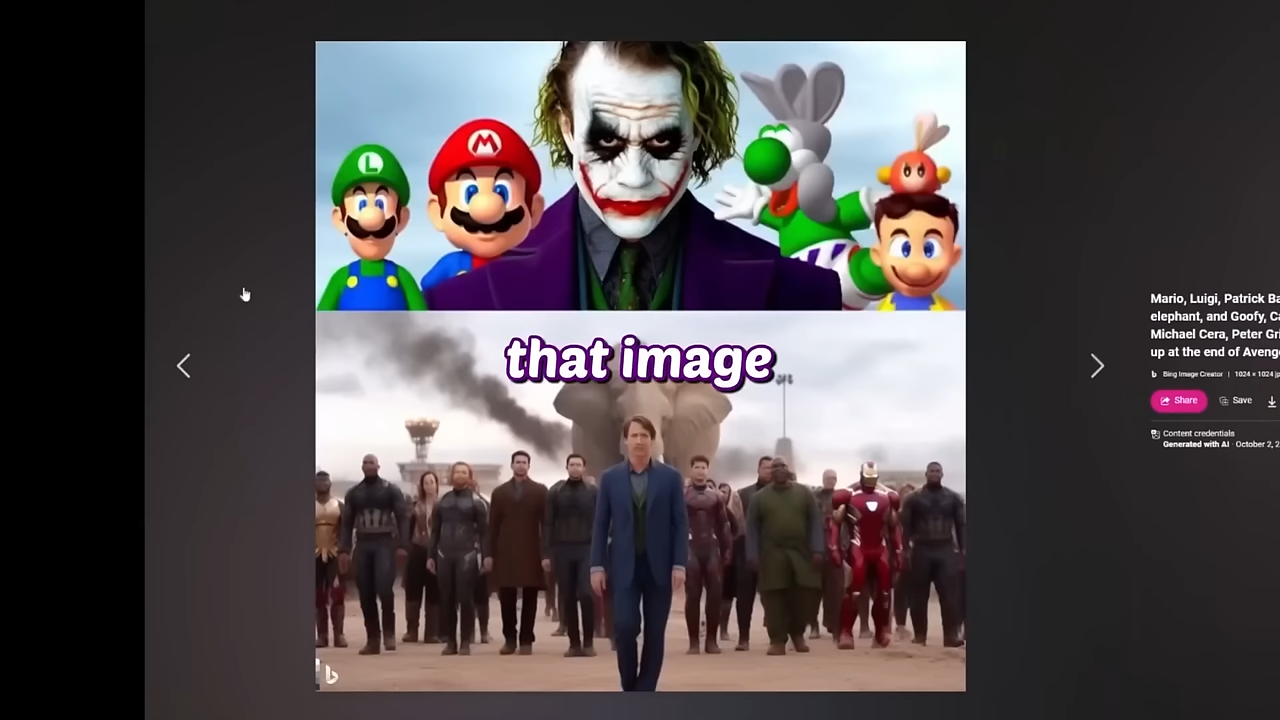 L
M
that image
Mario, Luigi, Patrick Ba
elephant, and Goofy, Ca
Michael Cera, Peter Gri
up at the end of Aveng
b Bing Image Creator | 1024 × 1024 jp
Share Save
Content credentials
Generated with AI · October 2, 2
b